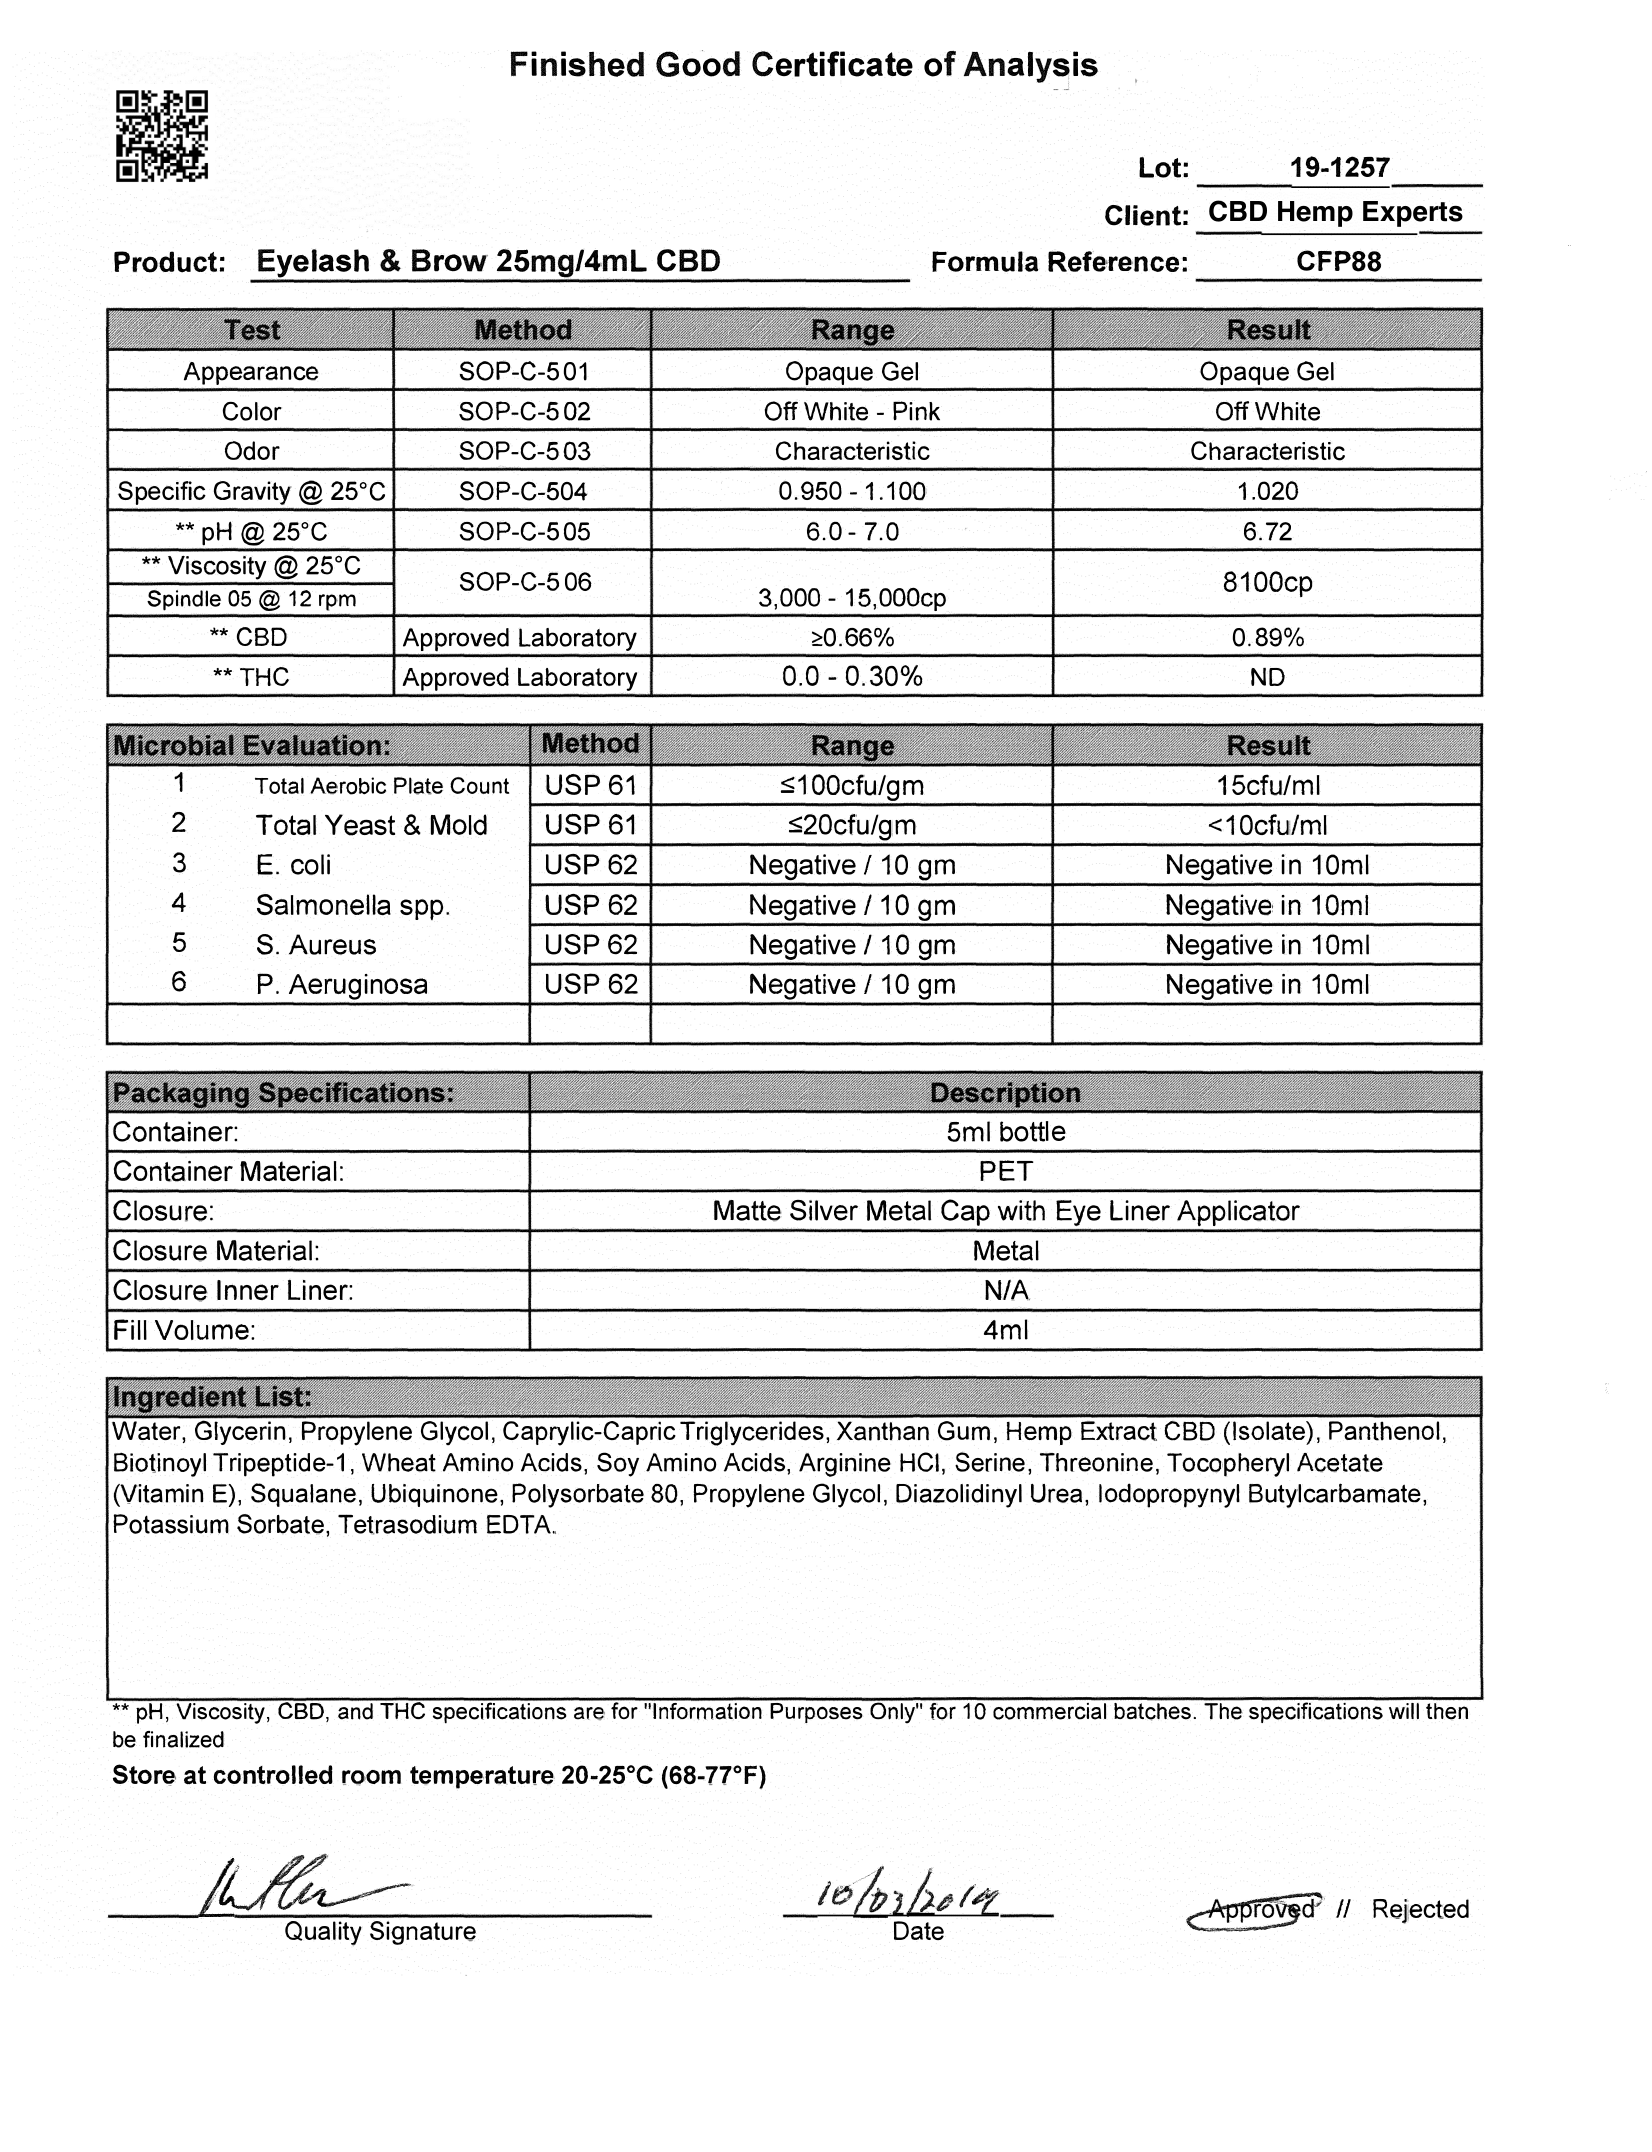 Finished Good Certificate of Analysis
Lot: 19-1257
Client: CBD Hemp Experts
Product: Eyelash & Brow 25mg/4mL CBD Formula Reference: CFP88
Test Method Range Result
Appearance SOP-C-501 Opaque Gel Opaque Gel
Color SOP-C-502 Off White - Pink Off White
Odor SOP-C-503 Characteristic Characteristic
Specific Gravity @ 25°C SOP-C-504 0.950 - 1.100 1.020
** pH @ 25°C SOP-C-505 6.0 - 7.0 6.72
** Viscosity @ 25°C
Spindle 05 @ 12 rpm SOP-C-506 3,000 - 15,000cp 8100cp
** CBD Approved Laboratory ≥0.66% 0.89%
** THC Approved Laboratory 0.0 - 0.30% ND
Microbial Evaluation: Method Range Result
1 Total Aerobic Plate Count USP 61 ≤100cfu/gm 15cfu/ml
2 Total Yeast & Mold USP 61 ≤20cfu/gm <10cfu/ml
3 E. coli USP 62 Negative / 10 gm Negative in 10ml
4 Salmonella spp. USP 62 Negative / 10 gm Negative in 10ml
5 S. Aureus USP 62 Negative / 10 gm Negative in 10ml
6 P. Aeruginosa USP 62 Negative / 10 gm Negative in 10ml
Packaging Specifications: Description
Container: 5ml bottle
Container Material: PET
Closure: Matte Silver Metal Cap with Eye Liner Applicator
Closure Material: Metal
Closure Inner Liner: N/A
Fill Volume: 4ml
Ingredient List:
Water, Glycerin, Propylene Glycol, Caprylic-Capric Triglycerides, Xanthan Gum, Hemp Extract CBD (Isolate), Panthenol,
Biotinoyl Tripeptide-1, Wheat Amino Acids, Soy Amino Acids, Arginine HCl, Serine, Threonine, Tocopheryl Acetate
(Vitamin E), Squalane, Ubiquinone, Polysorbate 80, Propylene Glycol, Diazolidinyl Urea, Iodopropynyl Butylcarbamate,
Potassium Sorbate, Tetrasodium EDTA.
** pH, Viscosity, CBD, and THC specifications are for "Information Purposes Only" for 10 commercial batches. The specifications will then
be finalized
Store at controlled room temperature 20-25°C (68-77°F)
10/03/2019
Approved // Rejected
Quality Signature Date